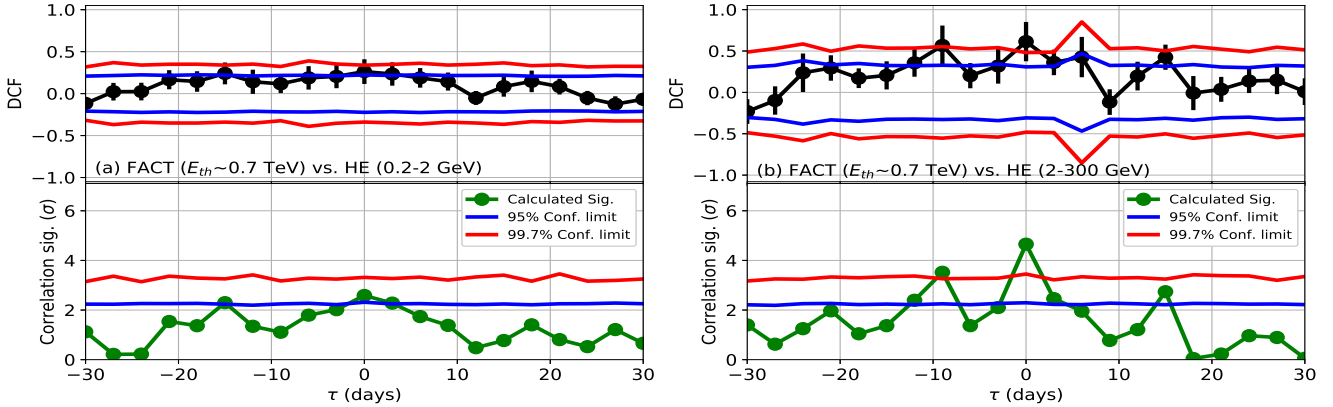 1.0
0.5
0.0
−0.5
−1.0
DCF
(a) FACT (E_th~0.7 TeV) vs. HE (0.2-2 GeV)
6
4
2
0
Correlation sig. (σ)
Calculated Sig.
95% Conf. limit
99.7% Conf. limit
−30 −20 −10 0 10 20 30
τ (days)
1.0
0.5
0.0
−0.5
−1.0
DCF
(b) FACT (E_th~0.7 TeV) vs. HE (2-300 GeV)
6
4
2
0
Correlation sig. (σ)
Calculated Sig.
95% Conf. limit
99.7% Conf. limit
−30 −20 −10 0 10 20 30
τ (days)